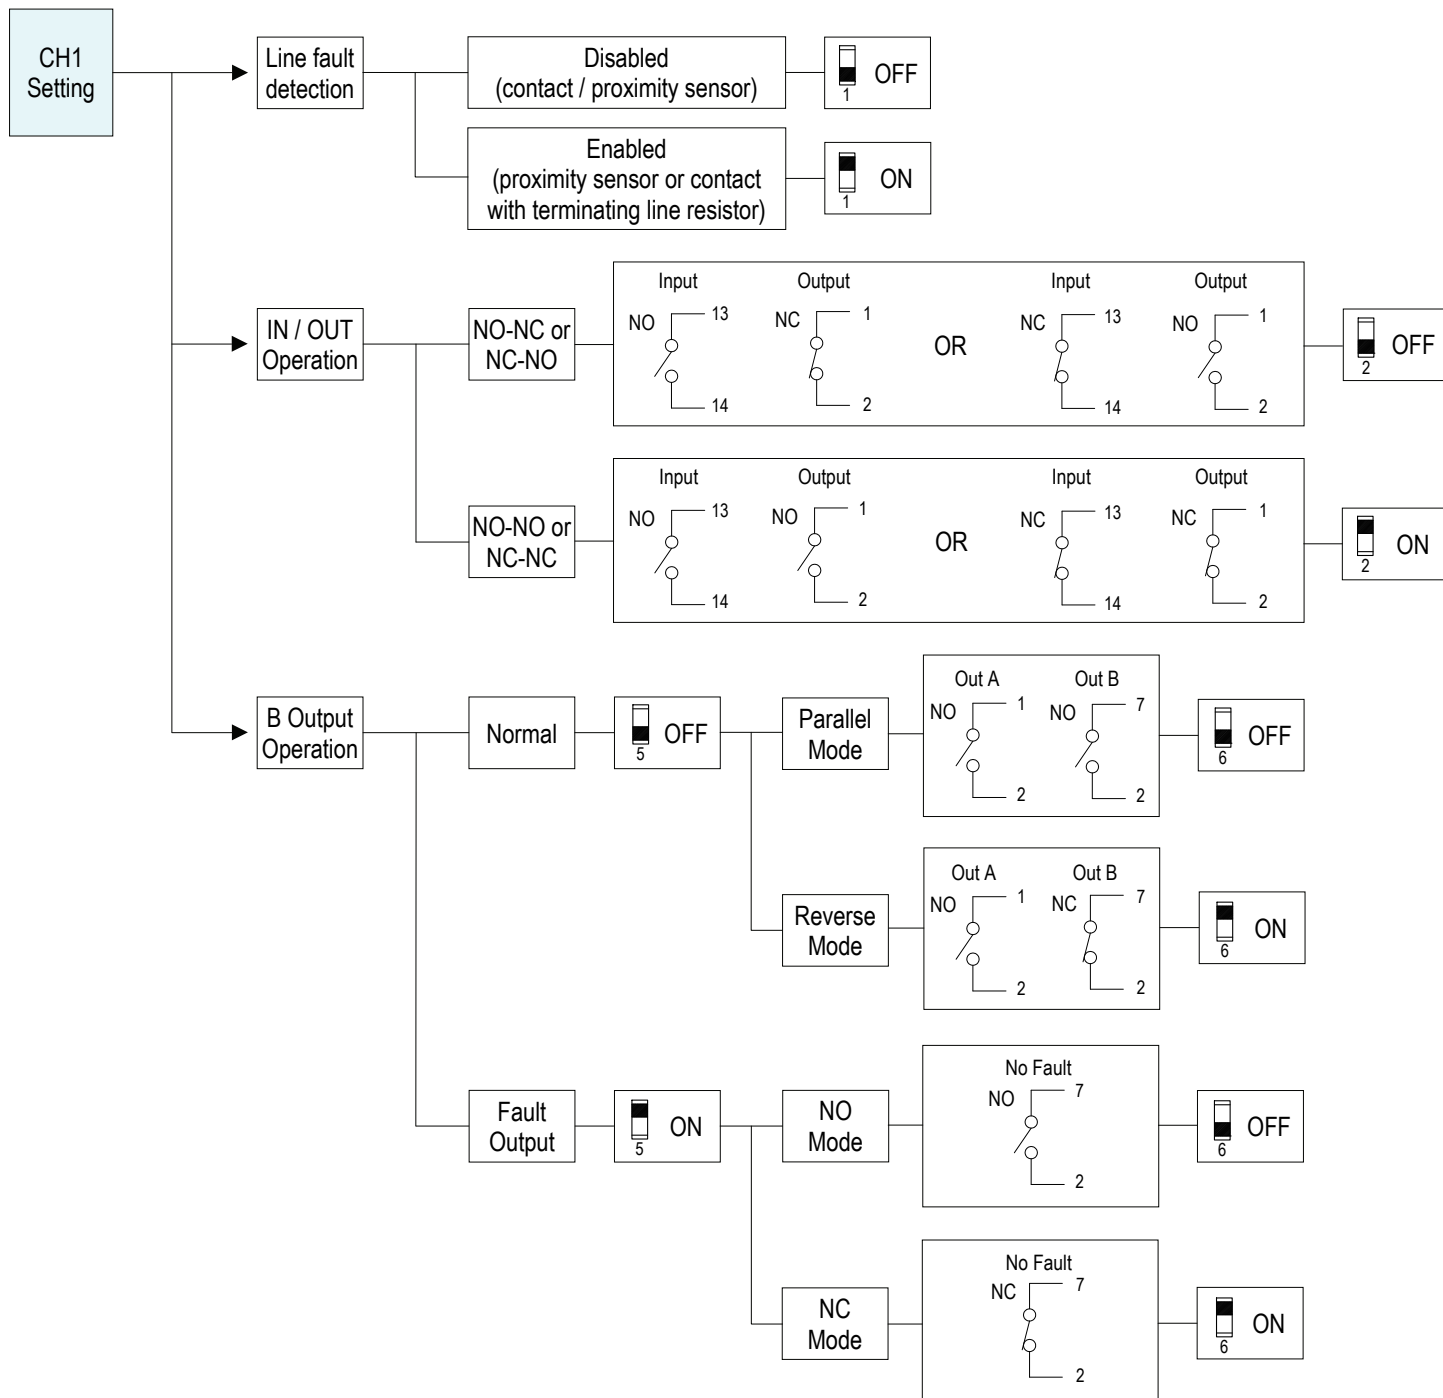 CH1
Setting
Line fault
detection
Disabled
(contact / proximity sensor)
1
OFF
Enabled
(proximity sensor or contact
with terminating line resistor)
1
ON
IN / OUT
Operation
NO-NC or
NC-NO
Input
NO
13
14
Output
NC
1
2
OR
Input
NC
13
14
Output
NO
1
2
2
OFF
NO-NO or
NC-NC
Input
NO
13
14
Output
NO
1
2
OR
Input
NC
13
14
Output
NC
1
2
2
ON
B Output
Operation
Normal
5
OFF
Parallel
Mode
Out A
NO
1
2
Out B
NO
7
2
6
OFF
Reverse
Mode
Out A
NO
1
2
Out B
NC
7
2
6
ON
Fault
Output
5
ON
NO
Mode
No Fault
NO
7
2
6
OFF
NC
Mode
No Fault
NC
7
2
6
ON